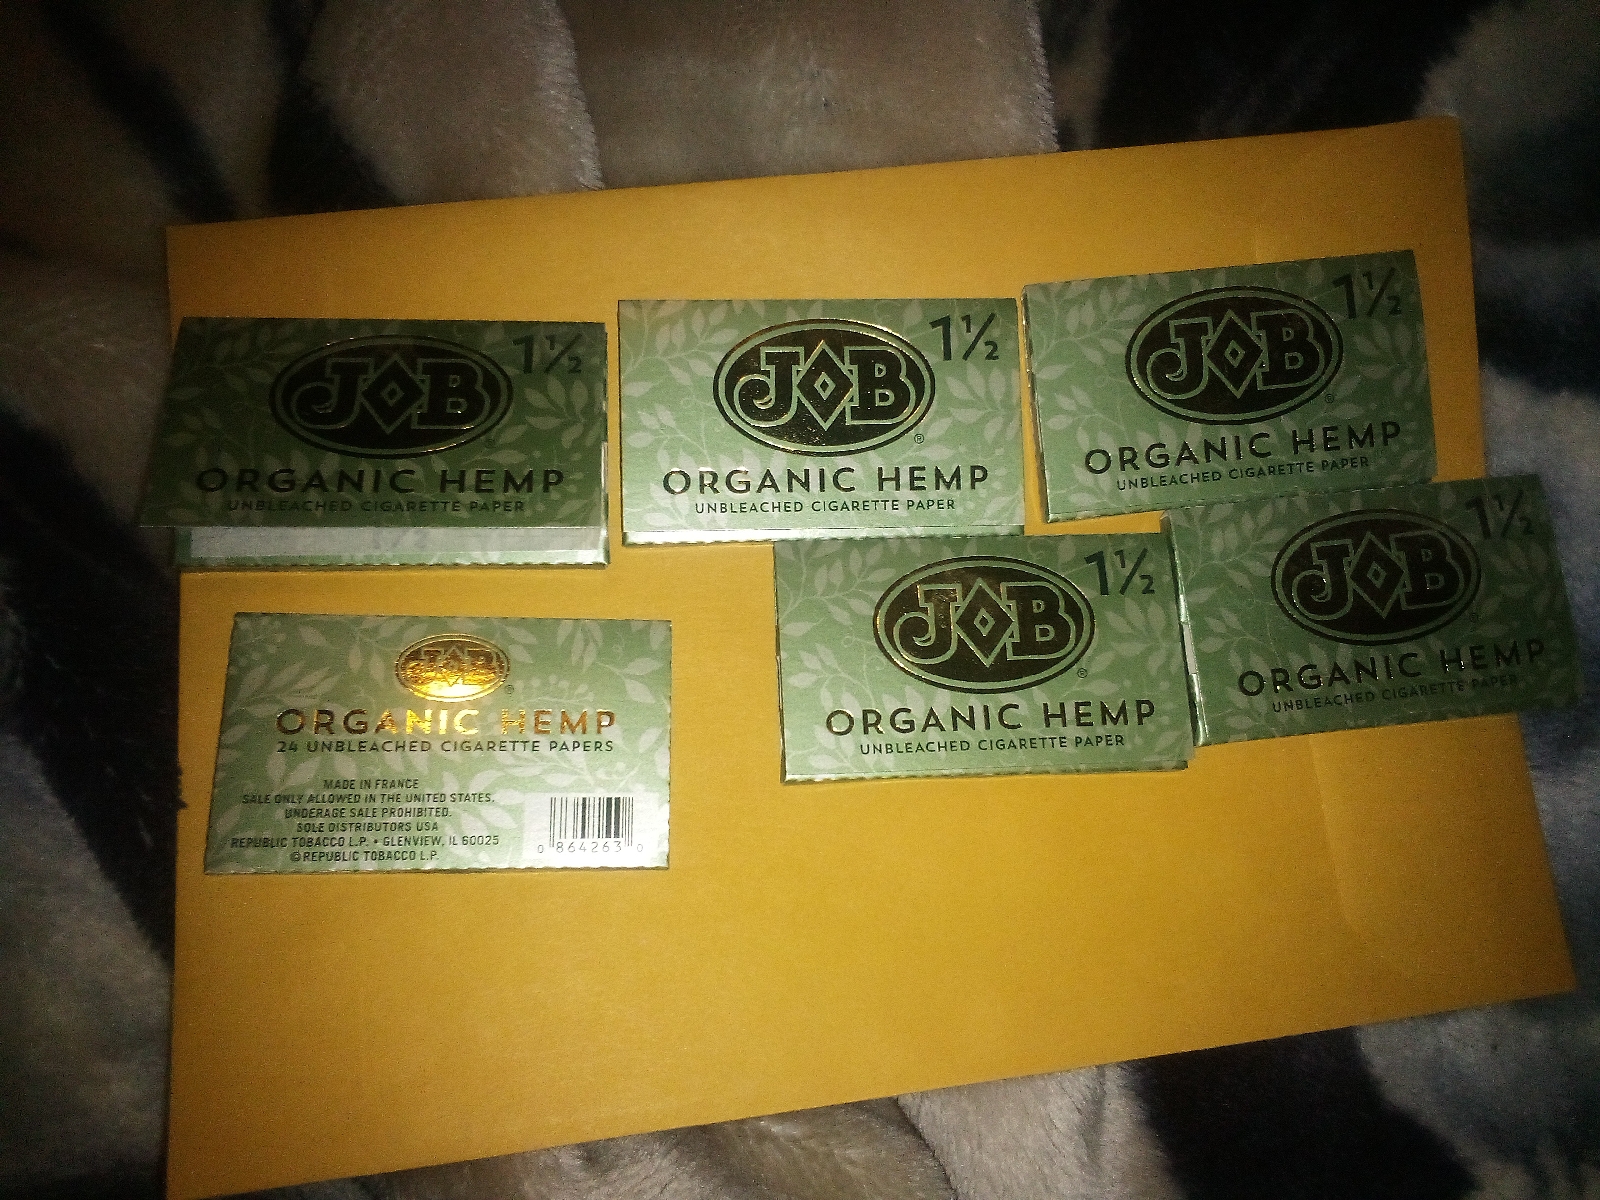 1½
JOB®
ORGANIC HEMP
UNBLEACHED CIGARETTE PAPER
1½
JOB®
ORGANIC HEMP
UNBLEACHED CIGARETTE PAPER
1½
JOB®
ORGANIC HEMP
UNBLEACHED CIGARETTE PAPER
JOB®
ORGANIC HEMP
24 UNBLEACHED CIGARETTE PAPERS
MADE IN FRANCE
SALE ONLY ALLOWED IN THE UNITED STATES.
UNDERAGE SALE PROHIBITED.
SOLE DISTRIBUTORS USA
REPUBLIC TOBACCO L.P. • GLENVIEW, IL 60025
©REPUBLIC TOBACCO L.P.
0 864263 0
1½
JOB®
ORGANIC HEMP
UNBLEACHED CIGARETTE PAPER
1½
JOB®
ORGANIC HEMP
UNBLEACHED CIGARETTE PAPER